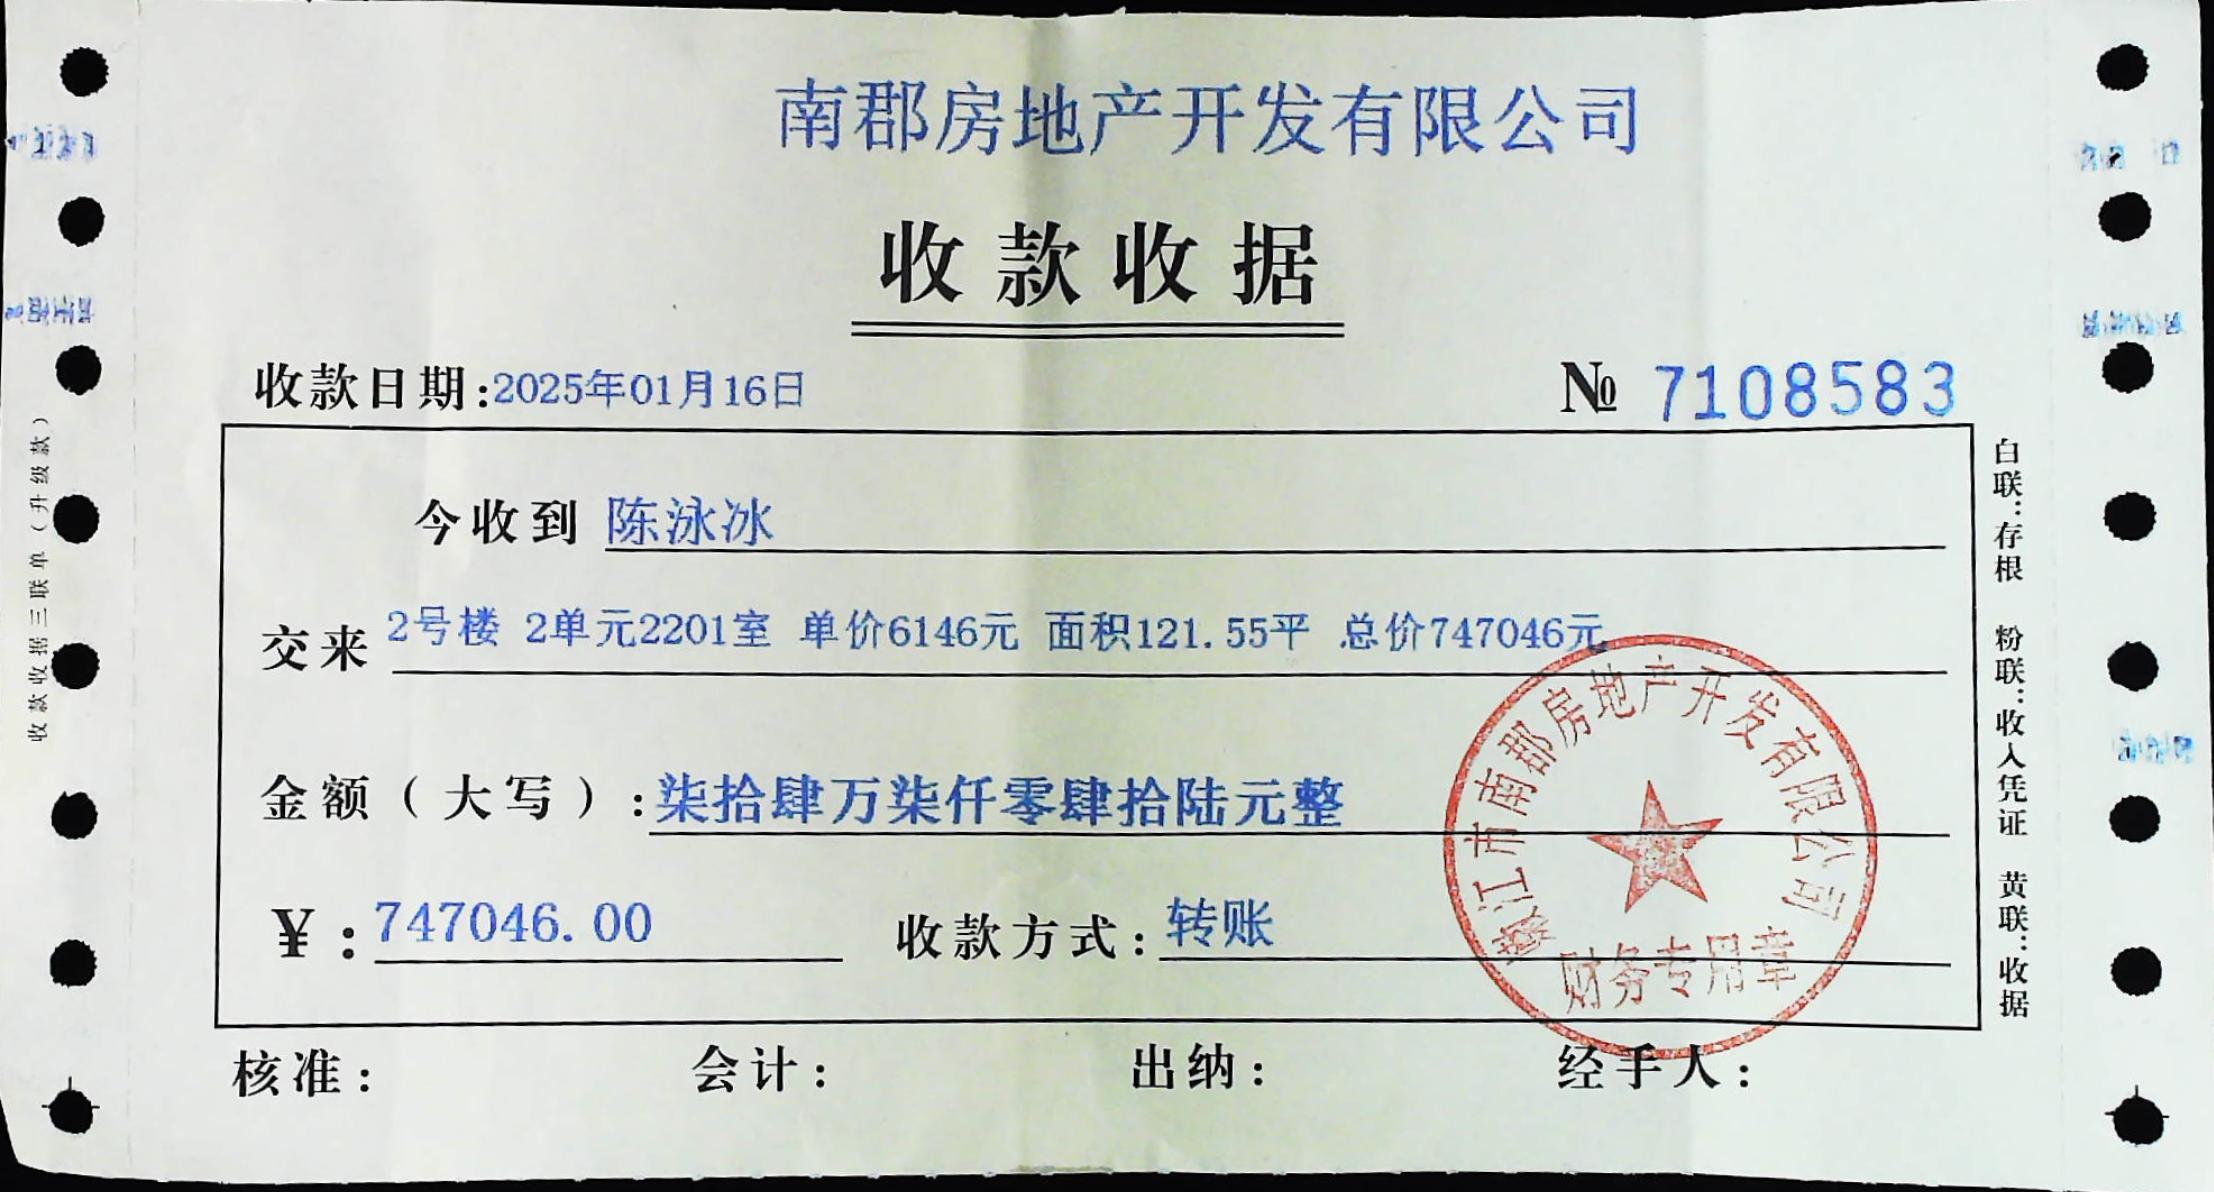 南郡房地产开发有限公司
收款收据
收款日期:2025年01月16日
№ 7108583
今收到 陈泳冰
交来 2号楼 2单元2201室 单价6146元 面积121.55平 总价747046元
金额（大写）:柒拾肆万柒仟零肆拾陆元整
¥:747046.00 收款方式:转账
核准: 会计: 出纳: 经手人:
白联:存根 粉联:收入凭证 黄联:收据
收款收据三联单（升级款）
江市南郡房地产开发有限公司
财务专用章